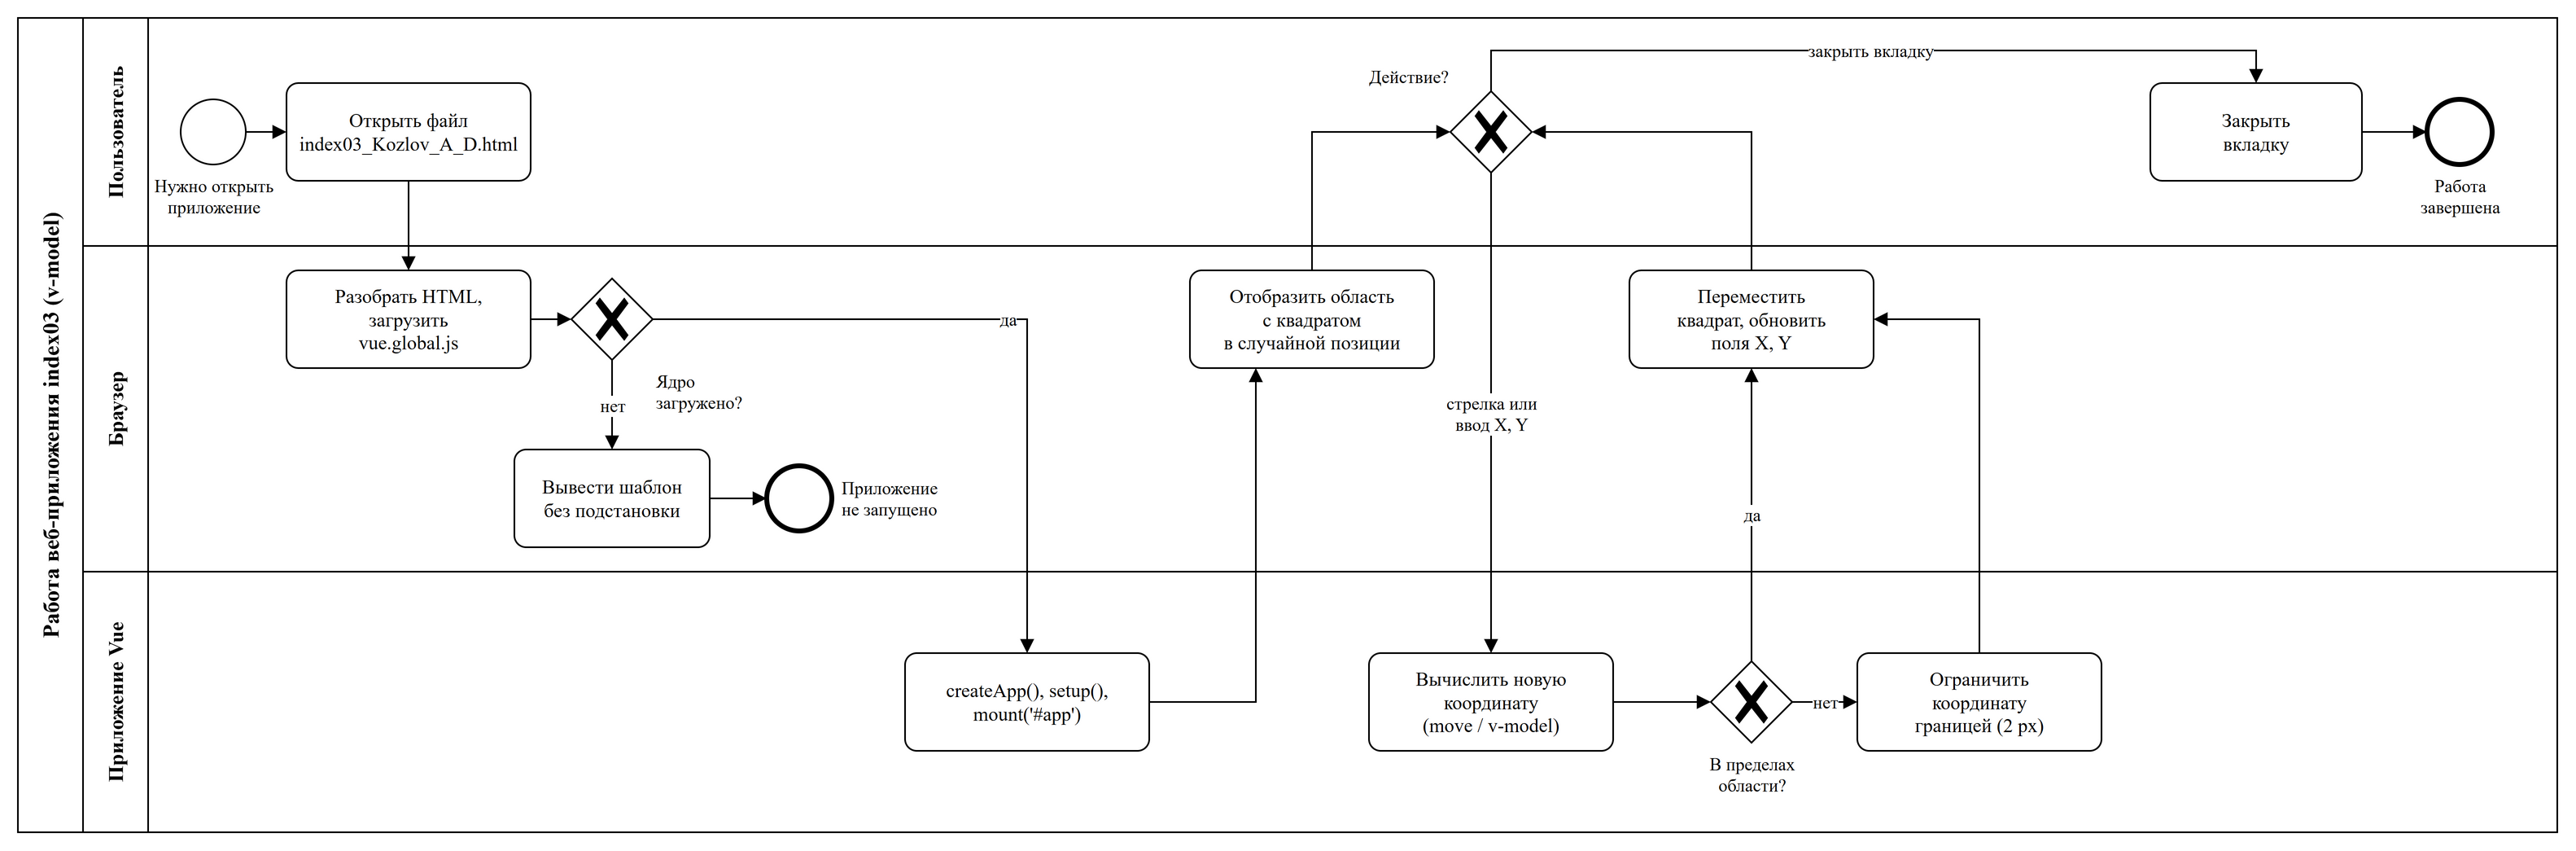 Работа веб-приложения index03 (v-model)
Пользователь
Нужно открыть
приложение
Открыть файл
index03_Kozlov_A_D.html
Действие?
закрыть вкладку
Закрыть
вкладку
Работа
завершена
Браузер
Разобрать HTML,
загрузить
vue.global.js
Ядро
загружено?
да
нет
Вывести шаблон
без подстановки
Приложение
не запущено
Отобразить область
с квадратом
в случайной позиции
стрелка или
ввод X, Y
Переместить
квадрат, обновить
поля X, Y
да
Приложение Vue
createApp(), setup(),
mount('#app')
Вычислить новую
координату
(move / v-model)
В пределах
области?
нет
Ограничить
координату
границей (2 px)